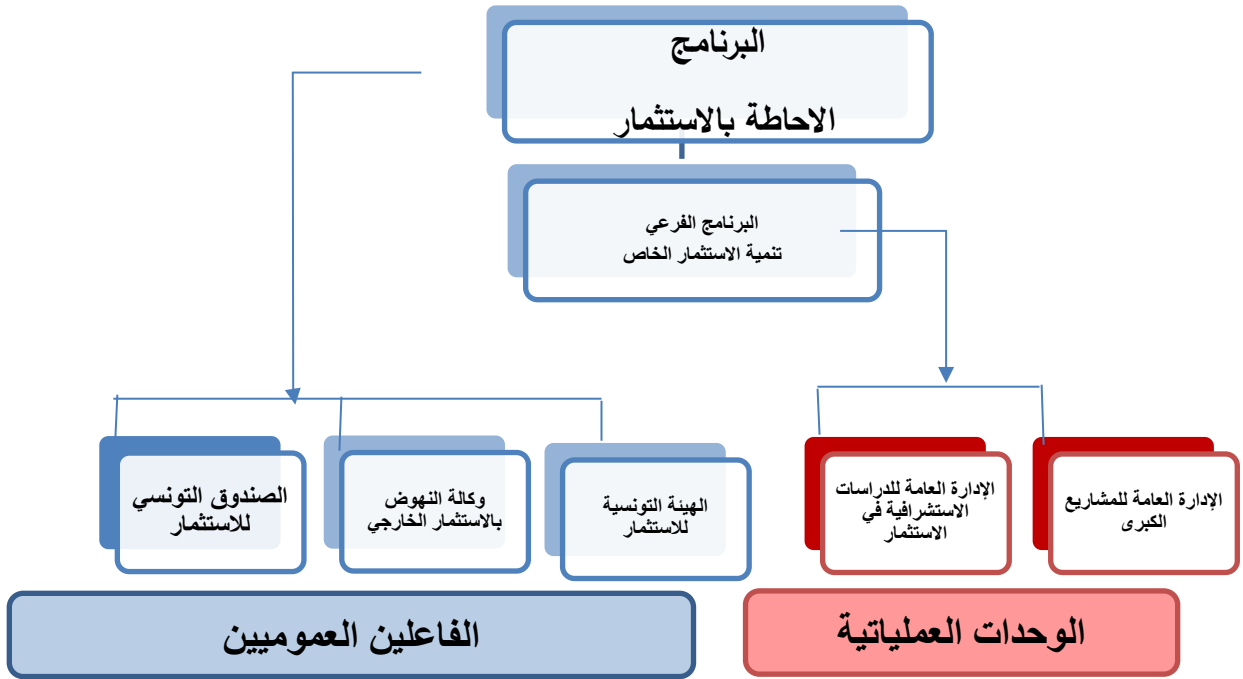 البرنامج
الاحاطة بالاستثمار
البرنامج الفرعي
تنمية الاستثمار الخاص
الإدارة العامة للمشاريع
الكبرى
الإدارة العامة للدراسات
الاستشرافية في
الاستثمار
الهيئة التونسية
للاستثمار
وكالة النهوض
بالاستثمار الخارجي
الصندوق التونسي
للاستثمار
الوحدات العملياتية
الفاعلين العموميين